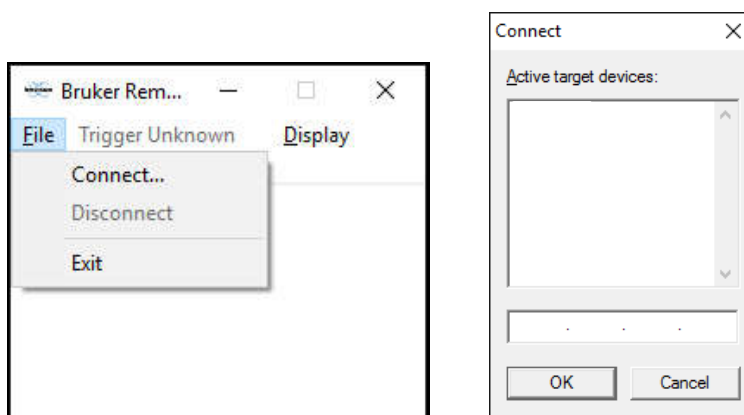 Bruker Rem...
File Trigger Unknown Display
Connect...
Disconnect
Exit
Connect
Active target devices:
. . .
OK Cancel